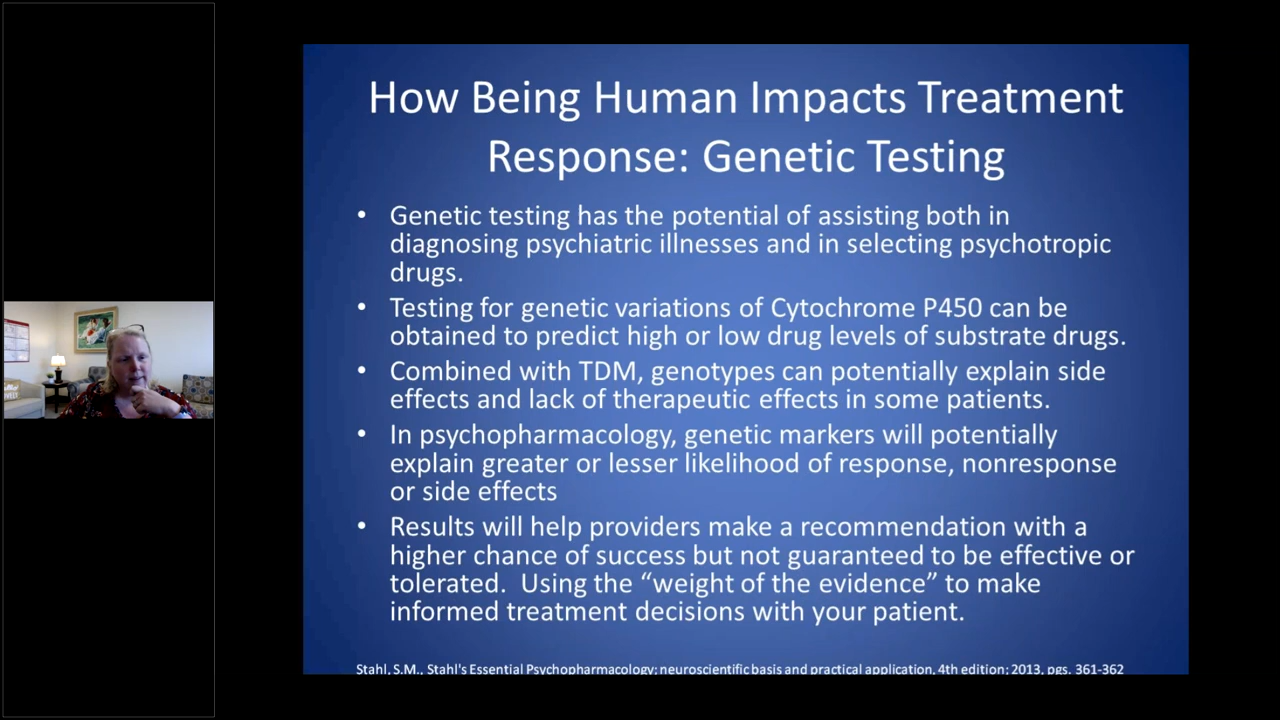 How Being Human Impacts Treatment
Response: Genetic Testing
• Genetic testing has the potential of assisting both in
diagnosing psychiatric illnesses and in selecting psychotropic
drugs.
• Testing for genetic variations of Cytochrome P450 can be
obtained to predict high or low drug levels of substrate drugs.
• Combined with TDM, genotypes can potentially explain side
effects and lack of therapeutic effects in some patients.
• In psychopharmacology, genetic markers will potentially
explain greater or lesser likelihood of response, nonresponse
or side effects
• Results will help providers make a recommendation with a
higher chance of success but not guaranteed to be effective or
tolerated.  Using the “weight of the evidence” to make
informed treatment decisions with your patient.
Stahl, S.M., Stahl's Essential Psychopharmacology; neuroscientific basis and practical application, 4th edition; 2013, pgs. 361-362